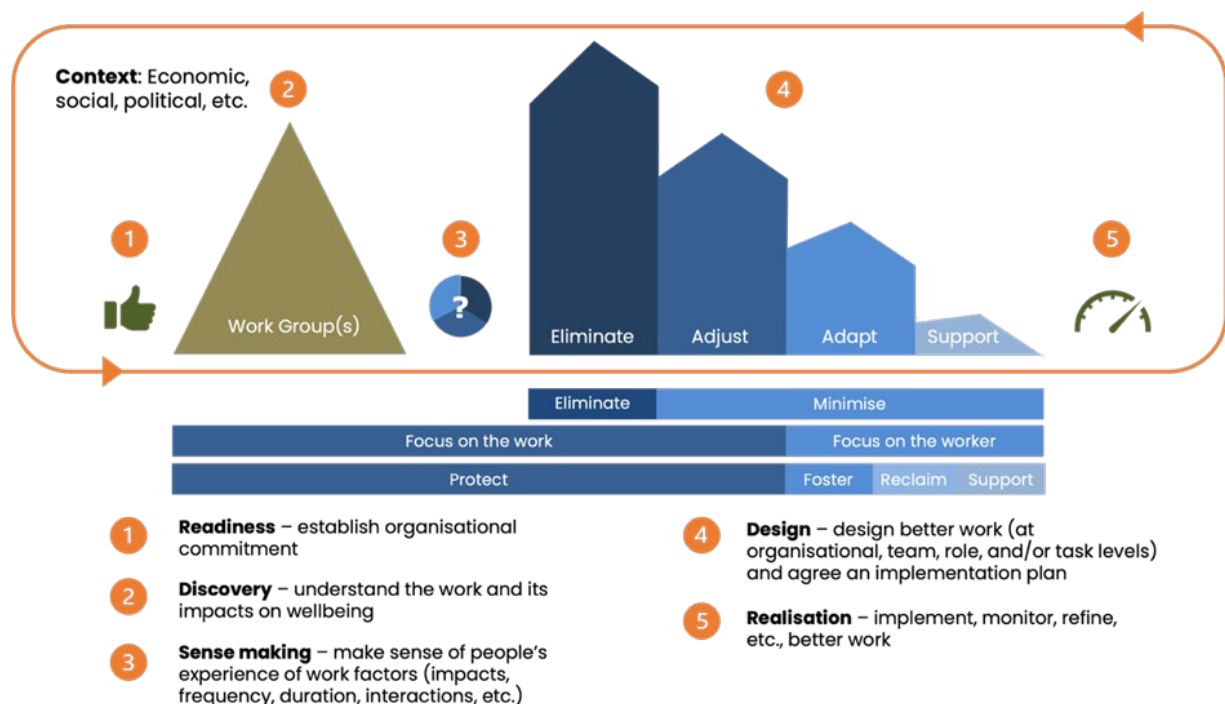 Context: Economic,
social, political, etc.
2
4
1
3
5
?
Work Group(s)
Eliminate
Adjust
Adapt
Support
Eliminate
Minimise
Focus on the work
Focus on the worker
Protect
Foster
Reclaim
Support
1
Readiness – establish organisational
commitment
2
Discovery – understand the work and its
impacts on wellbeing
3
Sense making – make sense of people’s
experience of work factors (impacts,
frequency, duration, interactions, etc.)
4
Design – design better work (at
organisational, team, role, and/or task levels)
and agree an implementation plan
5
Realisation – implement, monitor, refine,
etc., better work